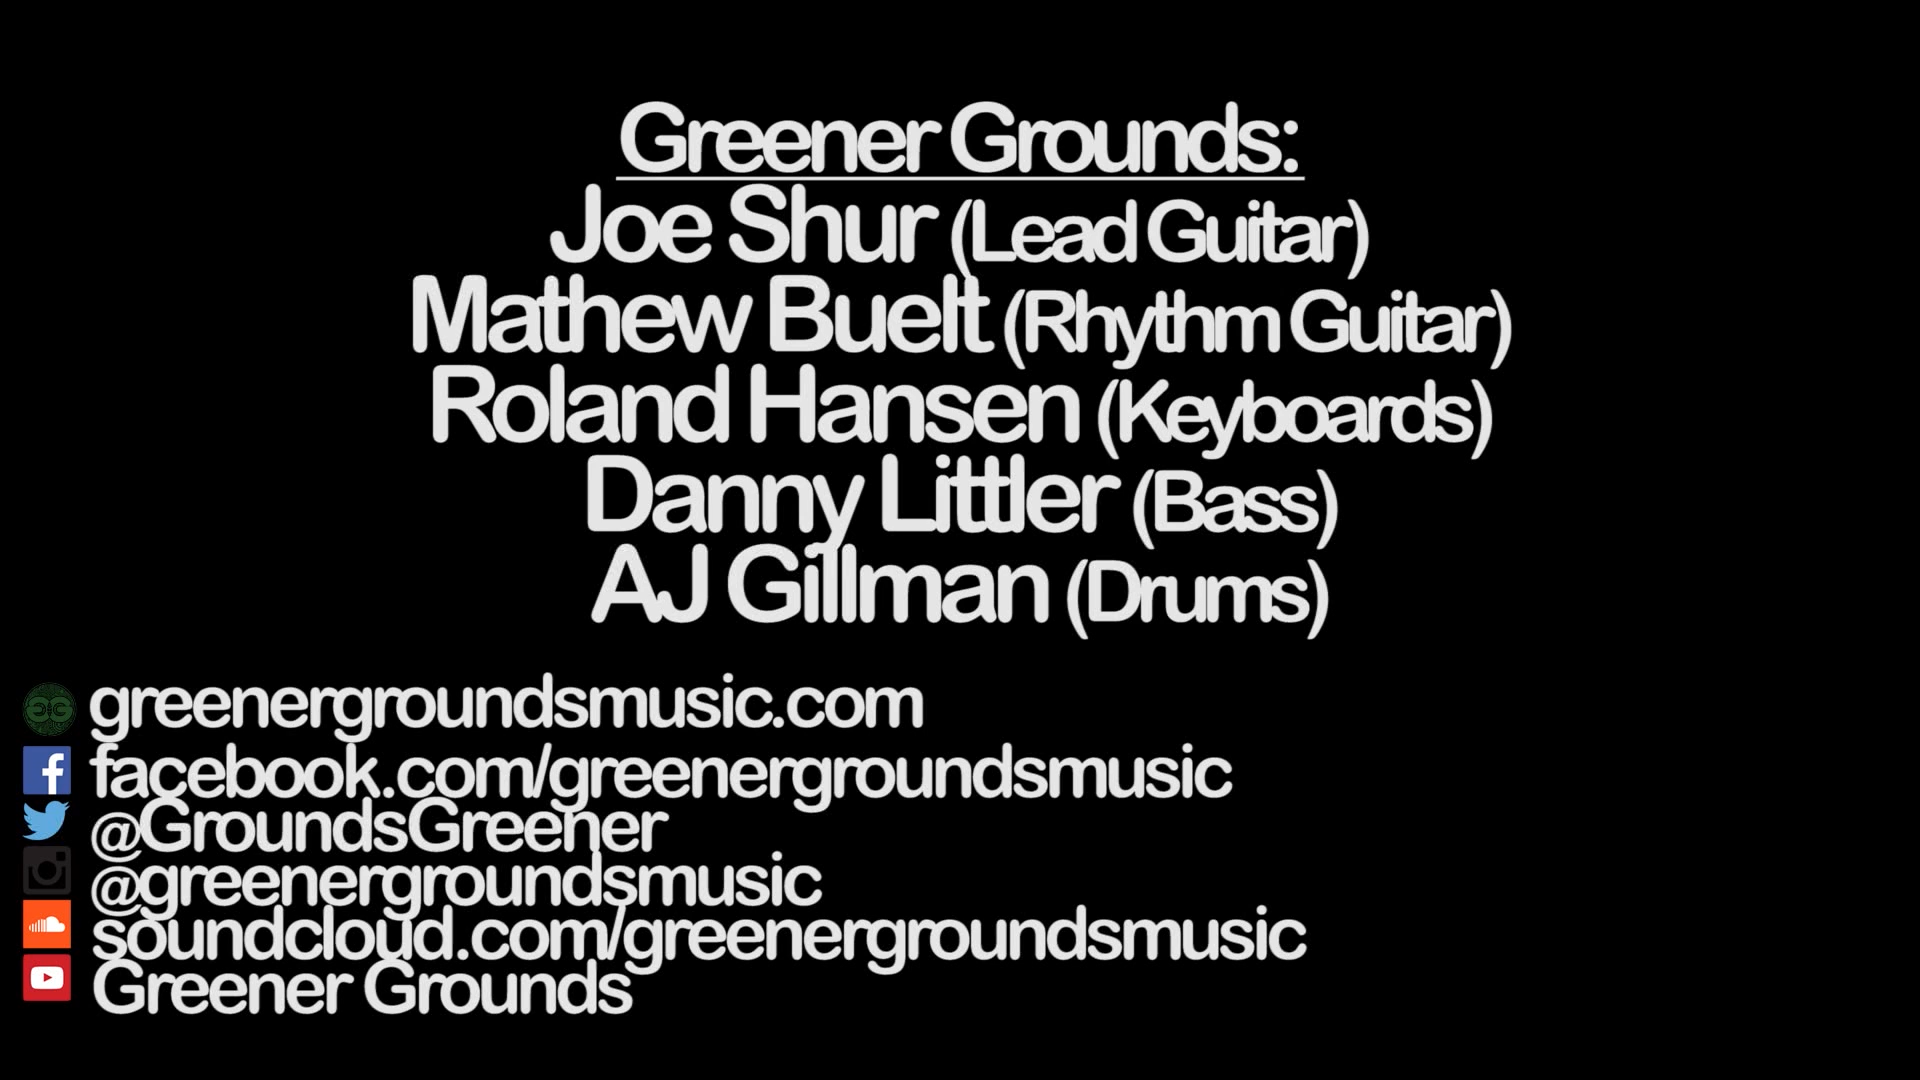 Greener Grounds:
Joe Shur (Lead Guitar)
Mathew Buelt (Rhythm Guitar)
Roland Hansen (Keyboards)
Danny Littler (Bass)
AJ Gillman (Drums)
greenergroundsmusic.com
facebook.com/greenergroundsmusic
@GroundsGreener
@greenergroundsmusic
soundcloud.com/greenergroundsmusic
Greener Grounds